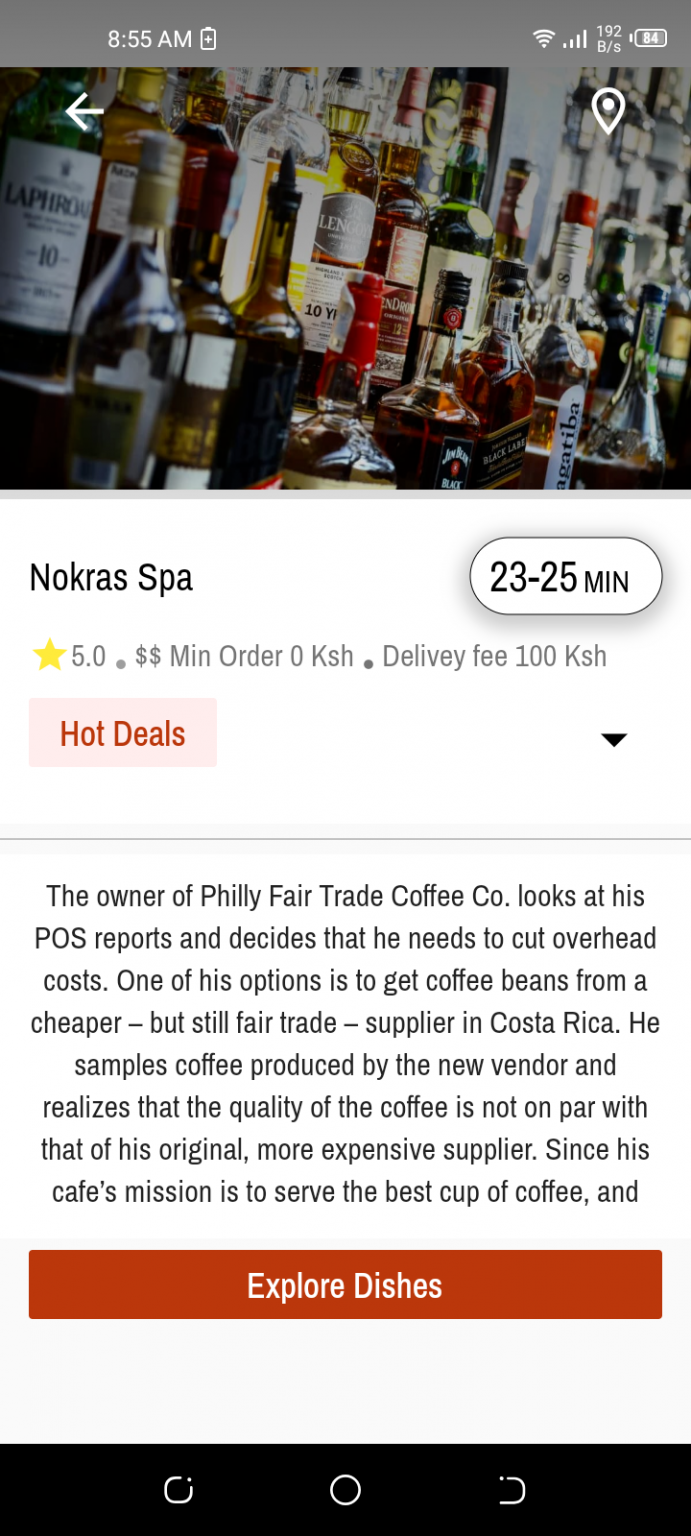 8:55 AM
192
B/s
84
LAPHROA
10
10 YE
JIM BEAM
BLACK
BLACK LABEL
agariba
Nokras Spa
23-25 MIN
5.0 . $$ Min Order 0 Ksh . Delivey fee 100 Ksh
Hot Deals
The owner of Philly Fair Trade Coffee Co. looks at his
POS reports and decides that he needs to cut overhead
costs. One of his options is to get coffee beans from a
cheaper – but still fair trade – supplier in Costa Rica. He
samples coffee produced by the new vendor and
realizes that the quality of the coffee is not on par with
that of his original, more expensive supplier. Since his
cafe’s mission is to serve the best cup of coffee, and
Explore Dishes